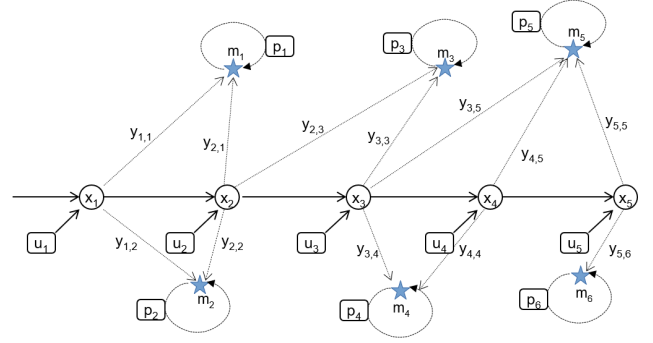 p₅
m₅
m₁
p₁
p₃
m₃
y₁,₁
y₂,₁
y₂,₃
y₃,₃
y₃,₅
y₄,₅
y₅,₅
x₁
x₂
x₃
x₄
x₅
u₁
y₁,₂
u₂
y₂,₂
u₃
y₃,₄
u₄
y₄,₄
u₅
y₅,₆
p₂
m₂
p₄
m₄
p₆
m₆